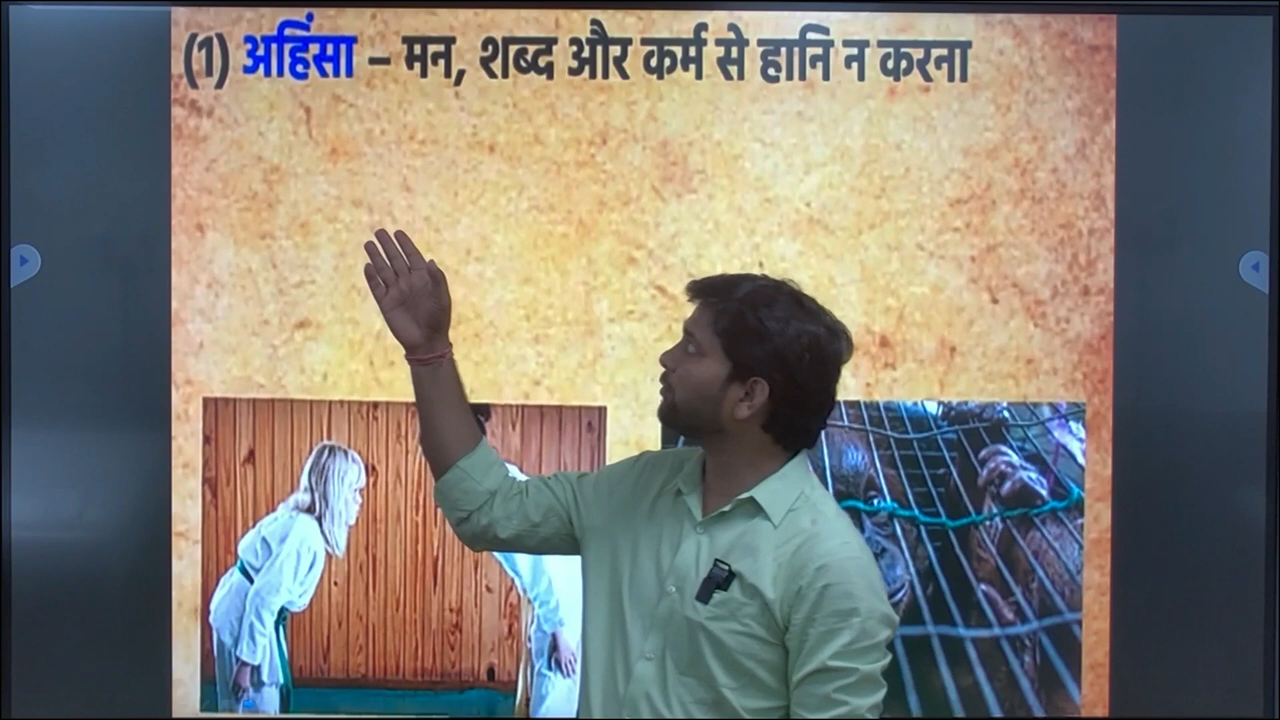 (1) अहिंसा – मन, शब्द और कर्म से हानि न करना